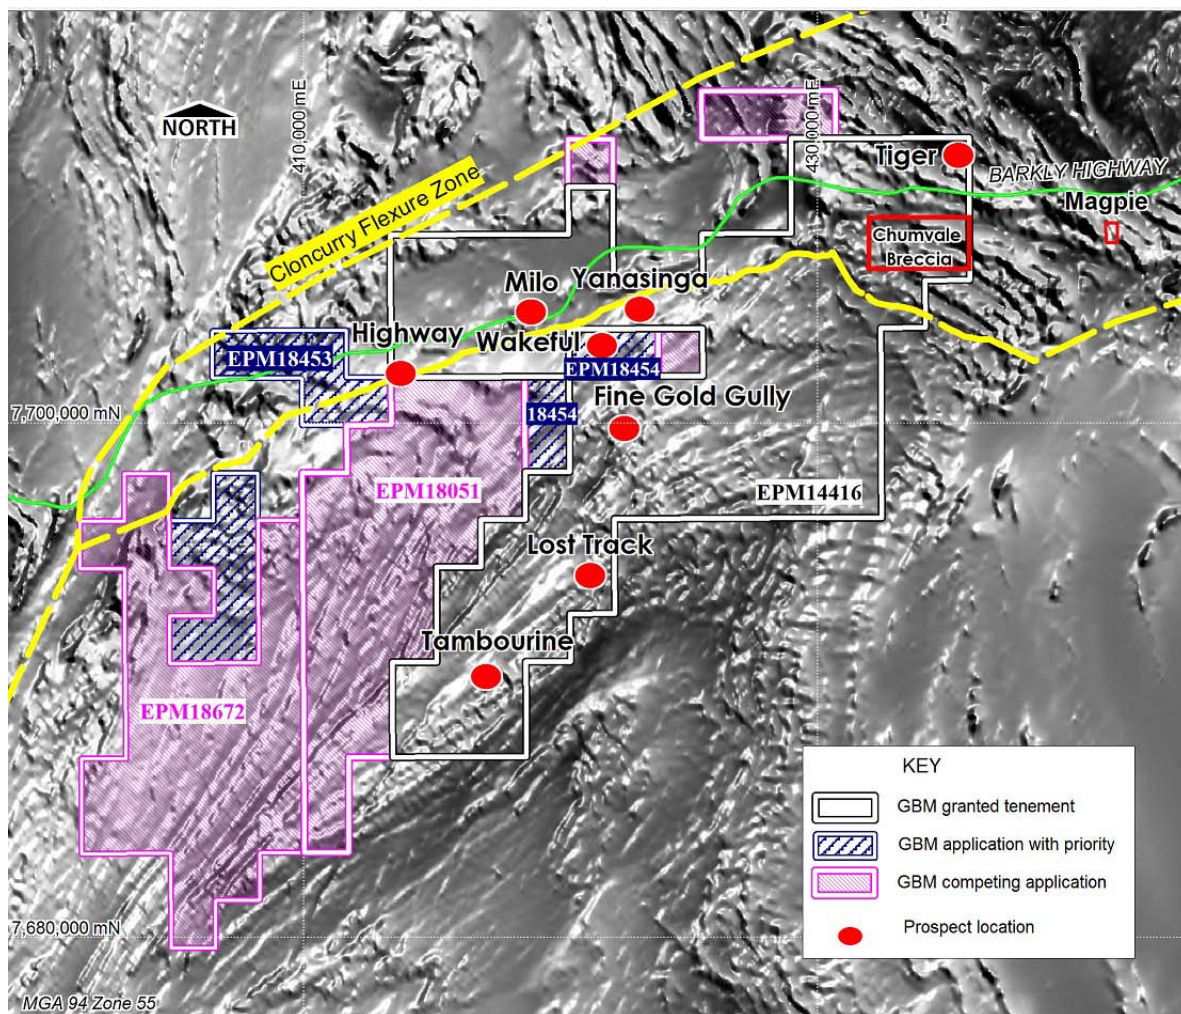 410,000 mE
430,000 mE
NORTH
Cloncurry Flexure Zone
Tiger
BARKLY HIGHWAY
Magpie
Chumvale
Breccia
Milo
Yanasinga
Highway
Wakeful
EPM18453
EPM18454
7,700,000 mN
18454
Fine Gold Gully
EPM18051
EPM14416
Lost Track
Tambourine
EPM18672
KEY
GBM granted tenement
GBM application with priority
GBM competing application
Prospect location
7,680,000 mN
MGA 94 Zone 55